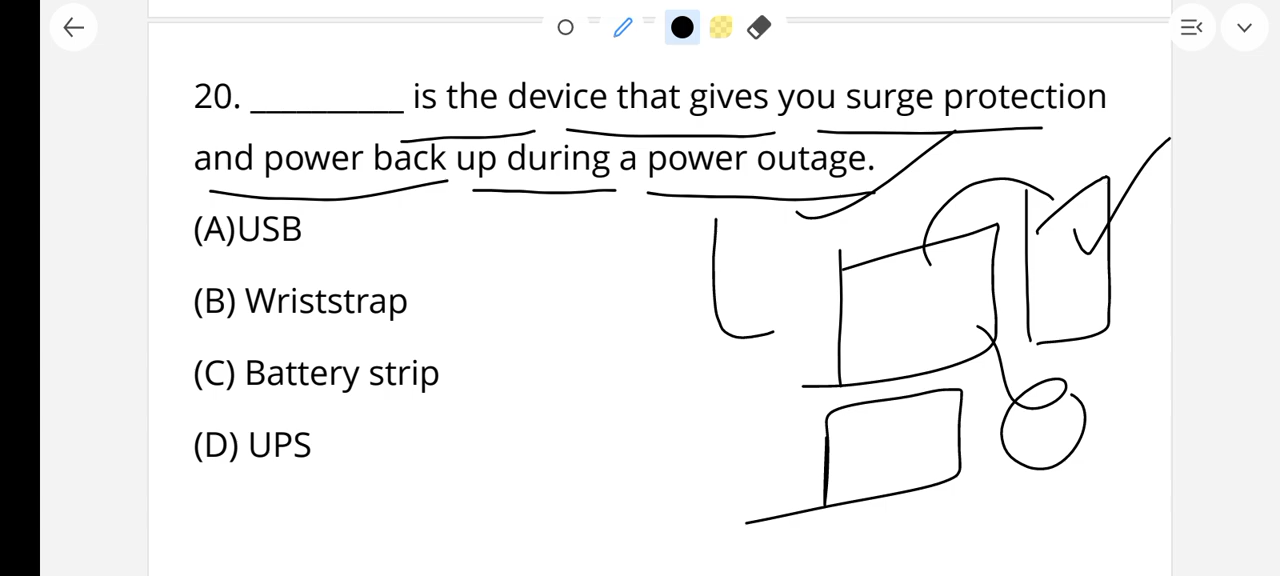 20. __________ is the device that gives you surge protection
and power back up during a power outage.
(A)USB
(B) Wriststrap
(C) Battery strip
(D) UPS